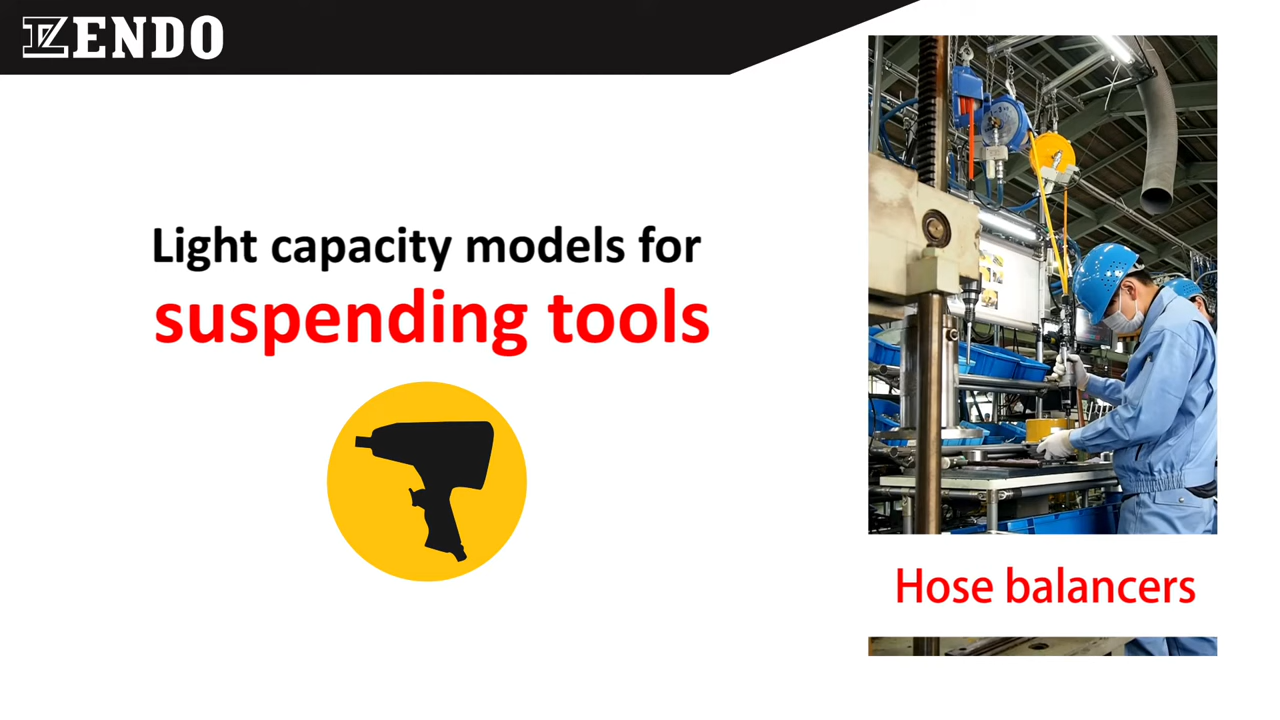 ENDO
Light capacity models for
suspending tools
Hose balancers